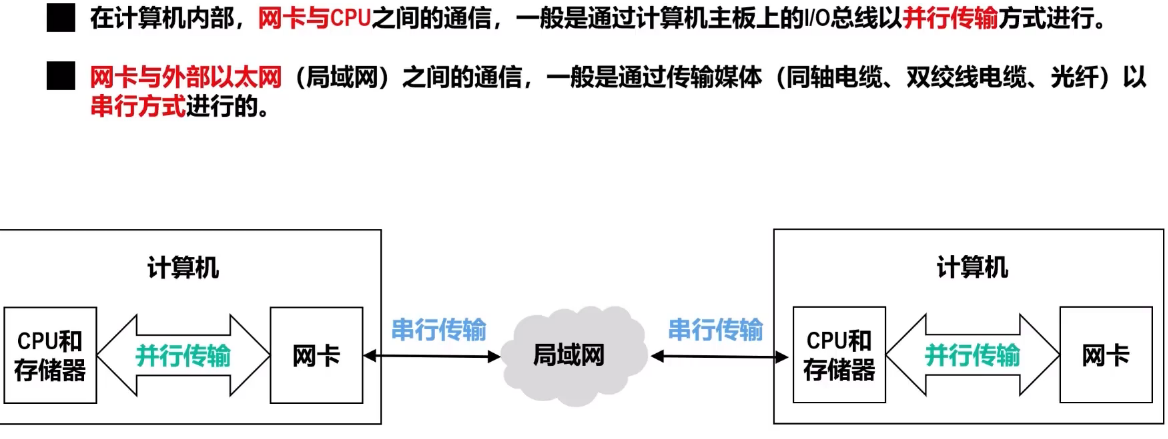 在计算机内部，网卡与CPU之间的通信，一般是通过计算机主板上的I/O总线以并行传输方式进行。
网卡与外部以太网（局域网）之间的通信，一般是通过传输媒体（同轴电缆、双绞线电缆、光纤）以
串行方式进行的。
计算机
计算机
CPU和
存储器
并行传输
网卡
串行传输
局域网
串行传输
CPU和
存储器
并行传输
网卡